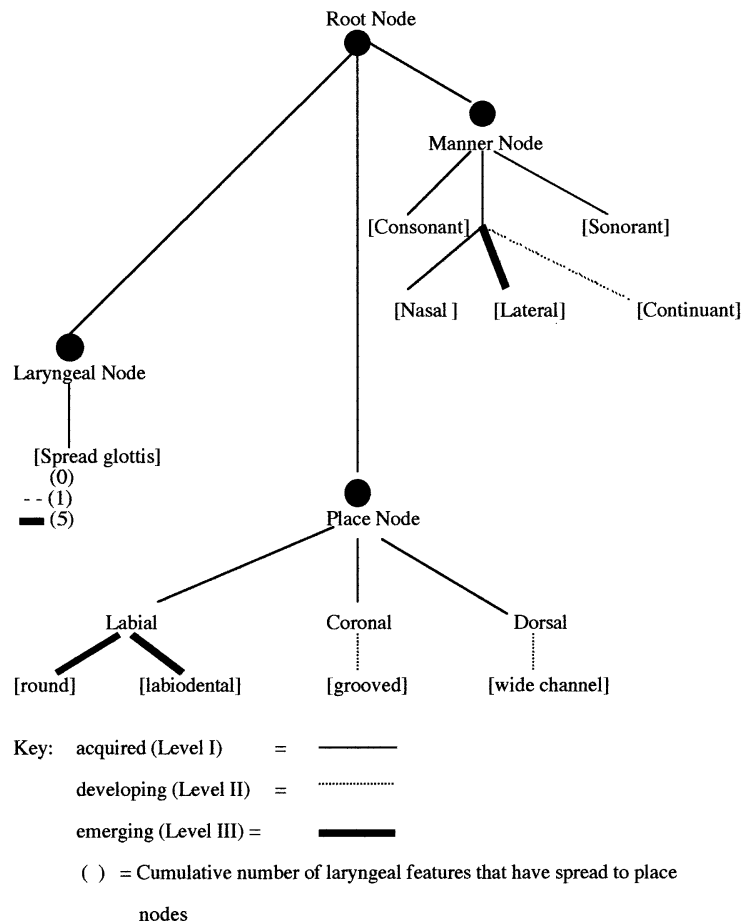 Root Node
Manner Node
[Consonant] [Sonorant]
[Nasal ] [Lateral] [Continuant]
Laryngeal Node
[Spread glottis]
(0)
-- (1)
(5)
Place Node
Labial Coronal Dorsal
[round] [labiodental] [grooved] [wide channel]
Key: acquired (Level I) =
developing (Level II) =
emerging (Level III) =
( ) = Cumulative number of laryngeal features that have spread to place
nodes